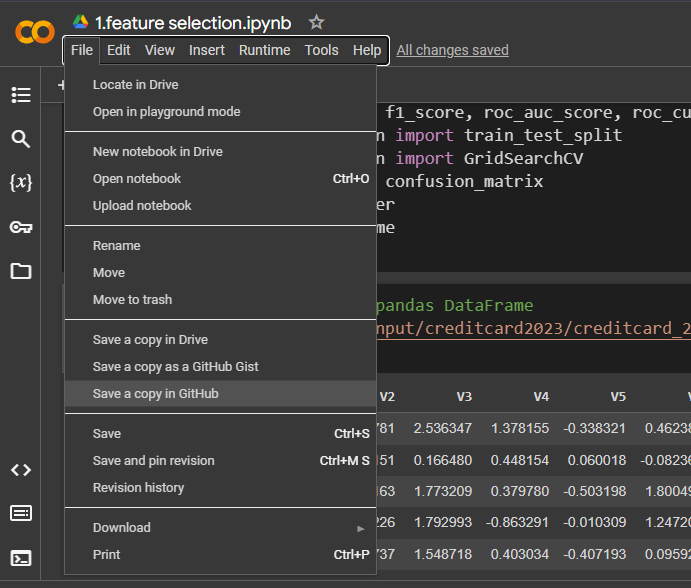 1.feature selection.ipynb
File Edit View Insert Runtime Tools Help All changes saved
Locate in Drive
Open in playground mode
New notebook in Drive
Open notebook Ctrl+O
Upload notebook
Rename
Move
Move to trash
Save a copy in Drive
Save a copy as a GitHub Gist
Save a copy in GitHub
Save Ctrl+S
Save and pin revision Ctrl+M S
Revision history
Download ►
Print Ctrl+P
+
{x}
<>
f1_score, roc_auc_score, roc_cu
n import train_test_split
n import GridSearchCV
confusion_matrix
er
me
pandas DataFrame
nput/creditcard2023/creditcard_2
V2 V3 V4 V5
781 2.536347 1.378155 -0.338321 0.46238
151 0.166480 0.448154 0.060018 -0.08236
163 1.773209 0.379780 -0.503198 1.80049
226 1.792993 -0.863291 -0.010309 1.24720
737 1.548718 0.403034 -0.407193 0.09592